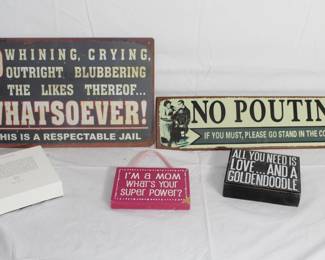 WHINING, CRYING,
OUTRIGHT BLUBBERING
THE LIKES THEREOF...
WHATSOEVER!
THIS IS A RESPECTABLE JAIL
NO POUTIN
IF YOU MUST, PLEASE GO STAND IN THE CO
I'M A MOM
WHAT'S YOUR
SUPER POWER?
ALL YOU NEED IS
LOVE....AND A
GOLDENDOODLE